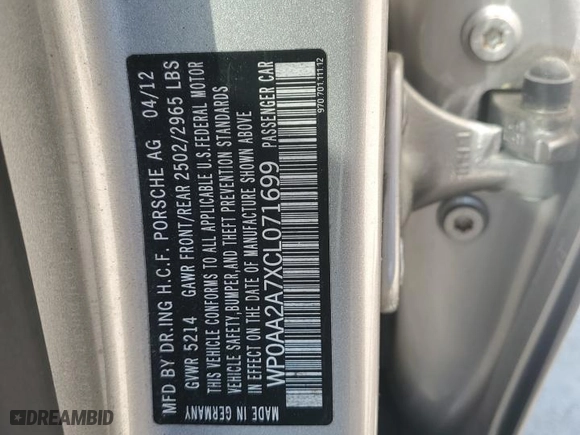 MFD BY DR.ING H.C.F. PORSCHE AG 04/12
GVWR 5214 GAWR FRONT/REAR 2502/2965 LBS
THIS VEHICLE CONFORMS TO ALL APPLICABLE U.S.FEDERAL MOTOR
VEHICLE SAFETY,BUMPER,AND THEFT PREVENTION STANDARDS
IN EFFECT ON THE DATE OF MANUFACTURE SHOWN ABOVE
WP0AA2A7XCL071699 PASSENGER CAR
MADE IN GERMANY
970 701 111 12
DREAMBID